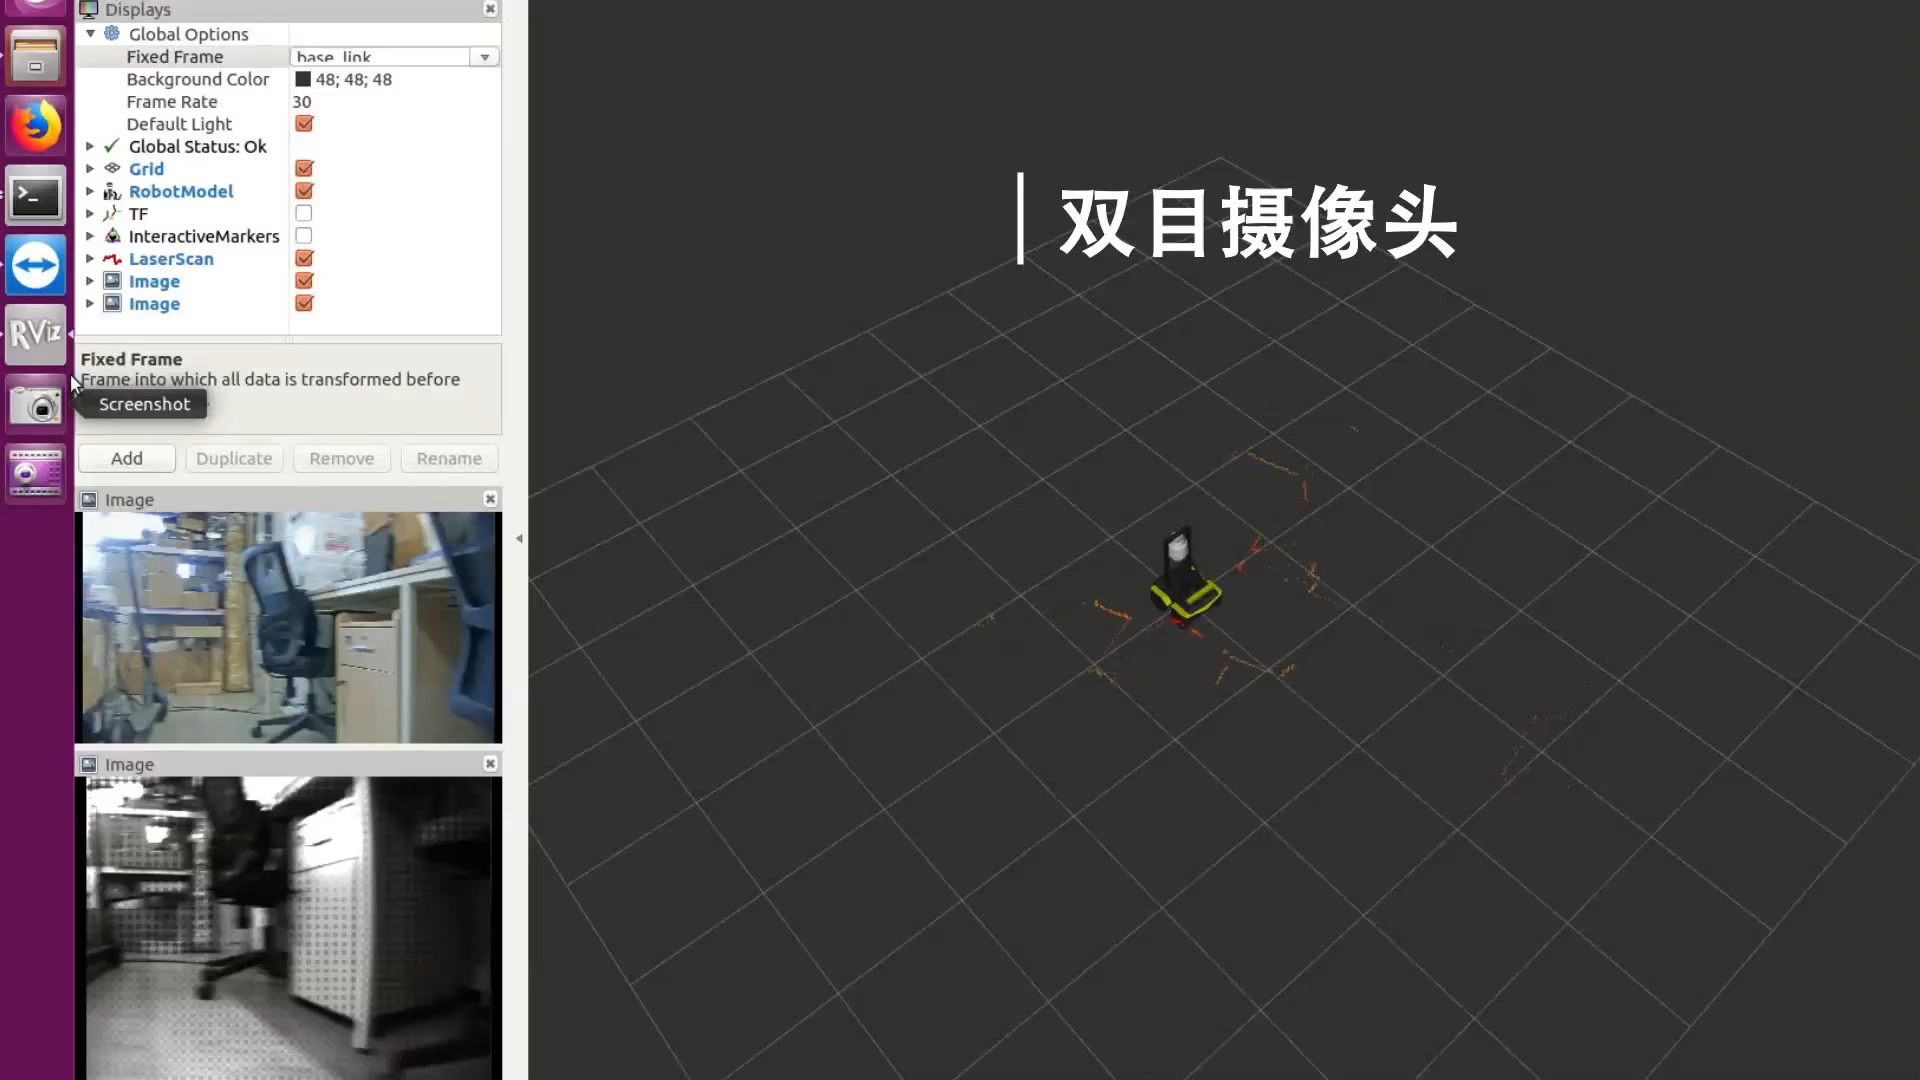 Displays
Global Options
Fixed Frame base_link
Background Color 48; 48; 48
Frame Rate 30
Default Light
Global Status: Ok
Grid
RobotModel
TF
InteractiveMarkers
LaserScan
Image
Image
Fixed Frame
Frame into which all data is transformed before
Screenshot
Add Duplicate Remove Rename
Image
Image
RViz
双目摄像头